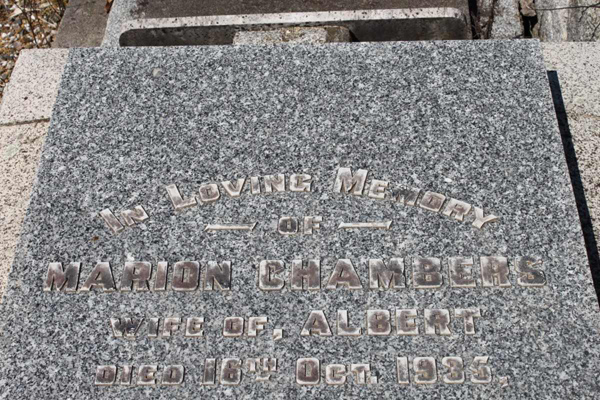 In Loving Memory
OF
MARION CHAMBERS
WIFE OF, ALBERT
DIED 18TH OCT. 1935.